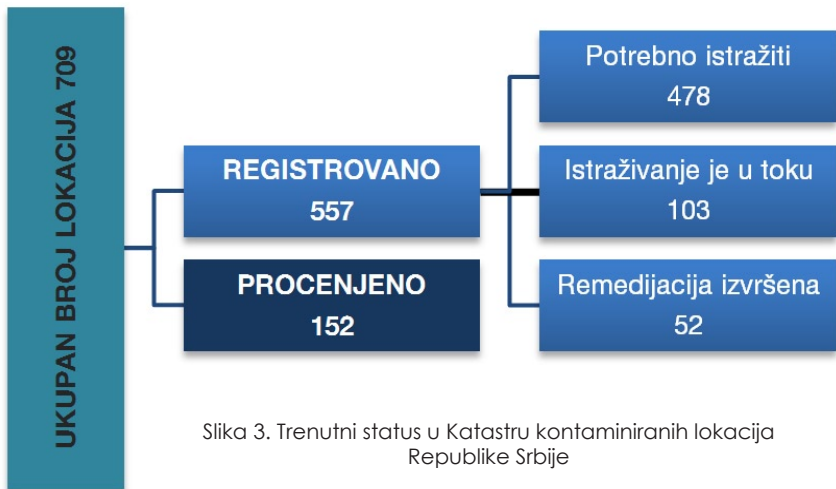 UKUPAN BROJ LOKACIJA 709
REGISTROVANO
557
PROCENJENO
152
Potrebno istražiti
478
Istraživanje je u toku
103
Remedijacija izvršena
52
Slika 3. Trenutni status u Katastru kontaminiranih lokacija
Republike Srbije